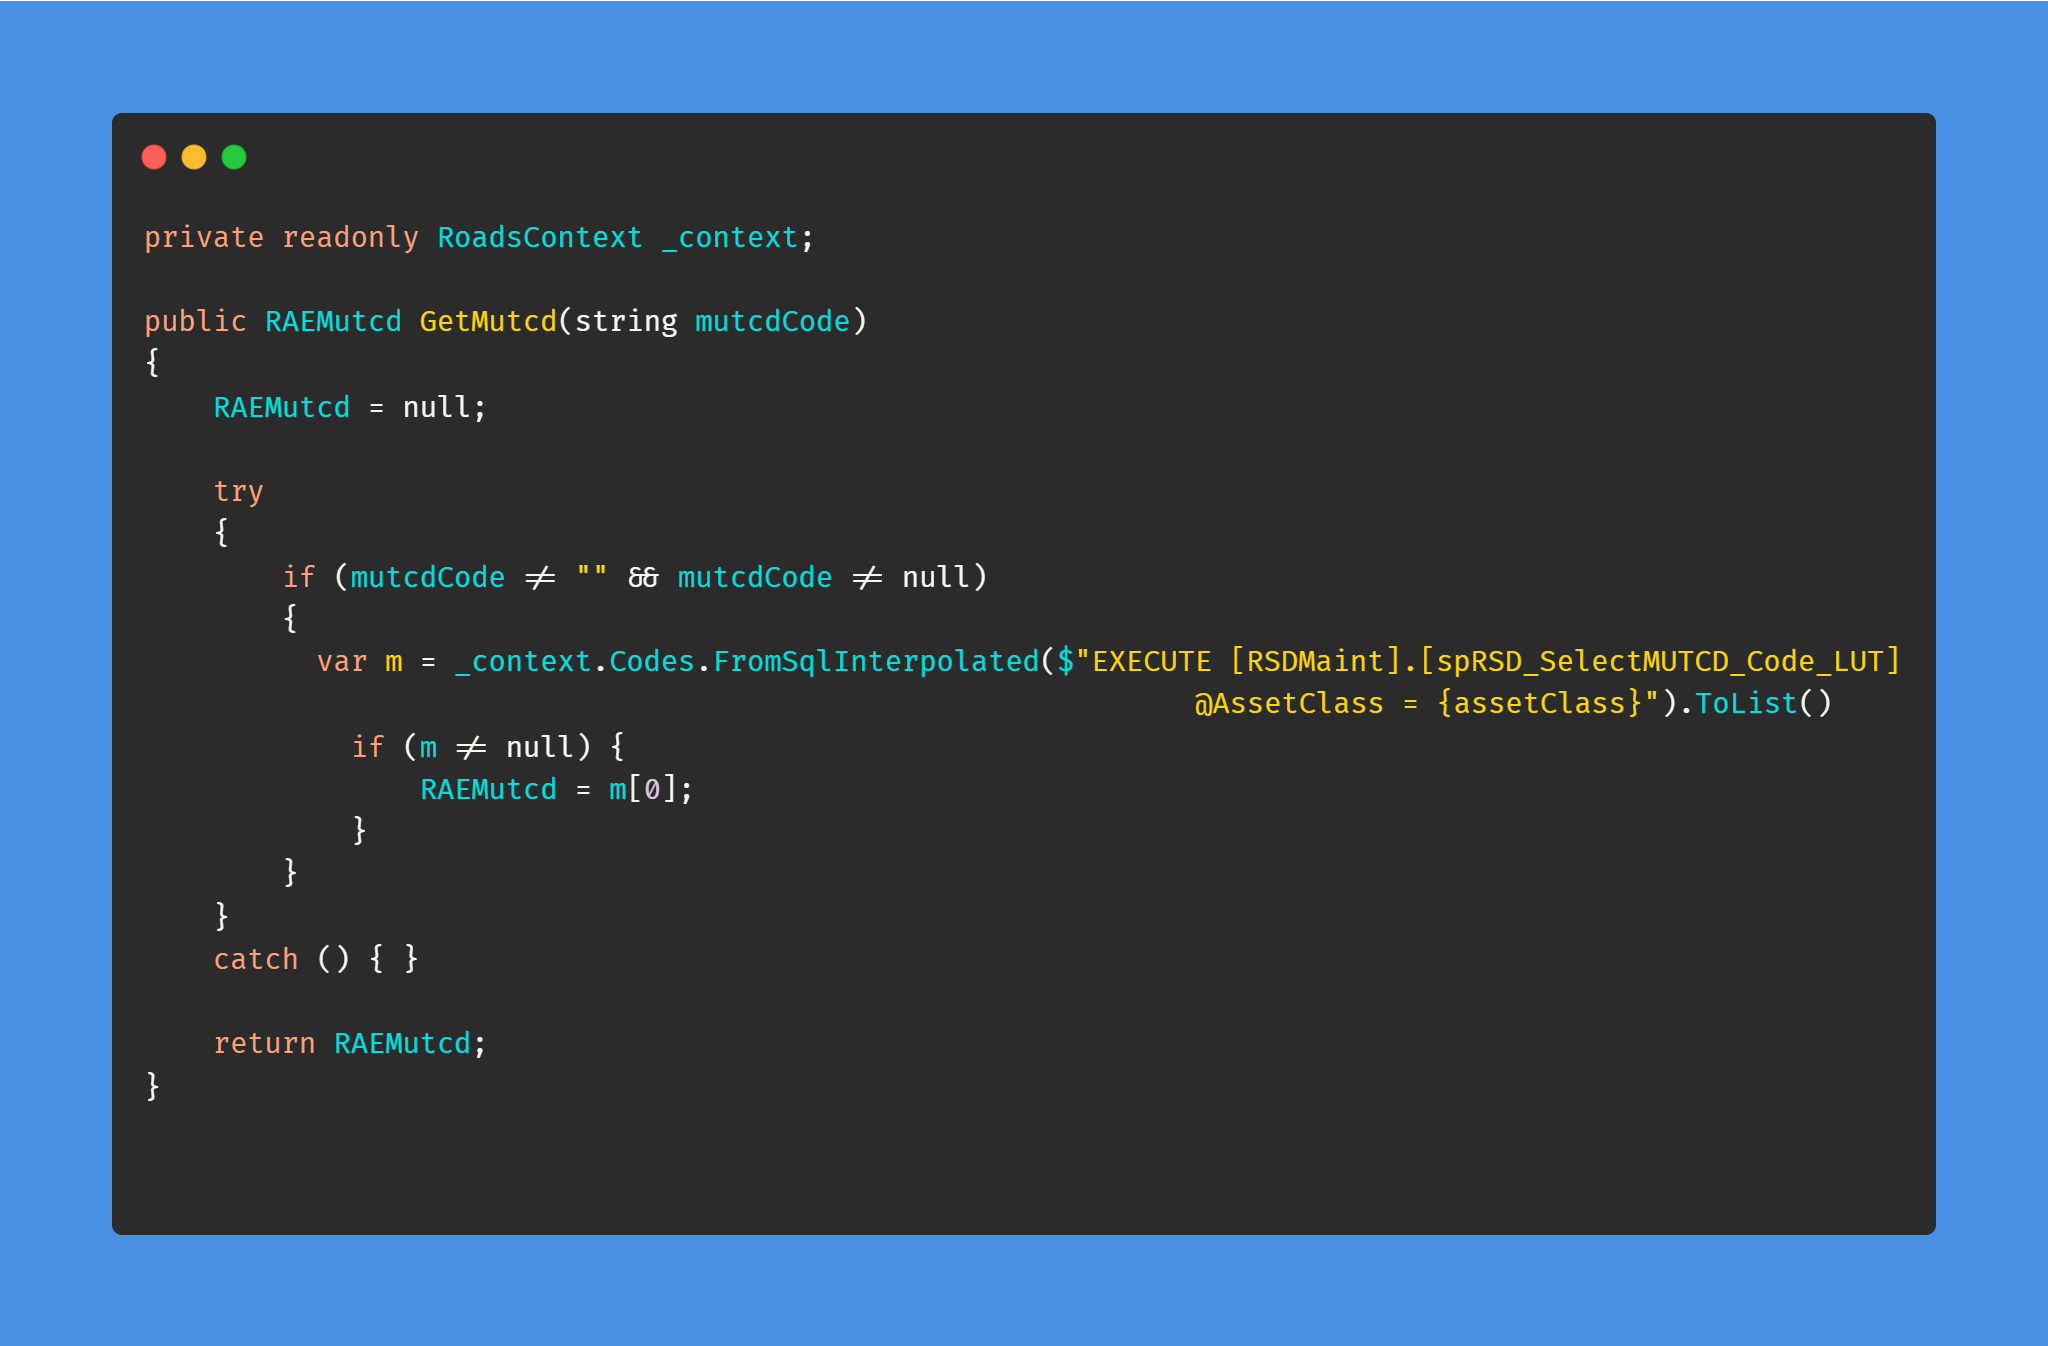 private readonly RoadsContext _context;
public RAEMutcd GetMutcd(string mutcdCode)
{
RAEMutcd = null;
try
{
if (mutcdCode != "" && mutcdCode != null)
{
var m = _context.Codes.FromSqlInterpolated($"EXECUTE [RSDMaint].[spRSD_SelectMUTCD_Code_LUT]
@AssetClass = {assetClass}").ToList()
if (m != null) {
RAEMutcd = m[0];
}
}
}
catch () { }
return RAEMutcd;
}